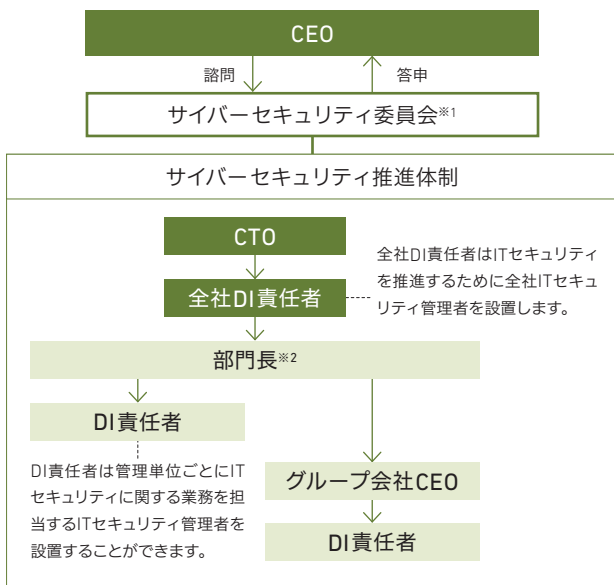 CEO
諮問
答申
サイバーセキュリティ委員会※1
サイバーセキュリティ推進体制
CTO
全社DI責任者
全社DI責任者はITセキュリティ
を推進するために全社ITセキュ
リティ管理者を設置します。
部門長※2
DI責任者
DI責任者は管理単位ごとにIT
セキュリティに関する業務を担
当するITセキュリティ管理者を
設置することができます。
グループ会社CEO
DI責任者